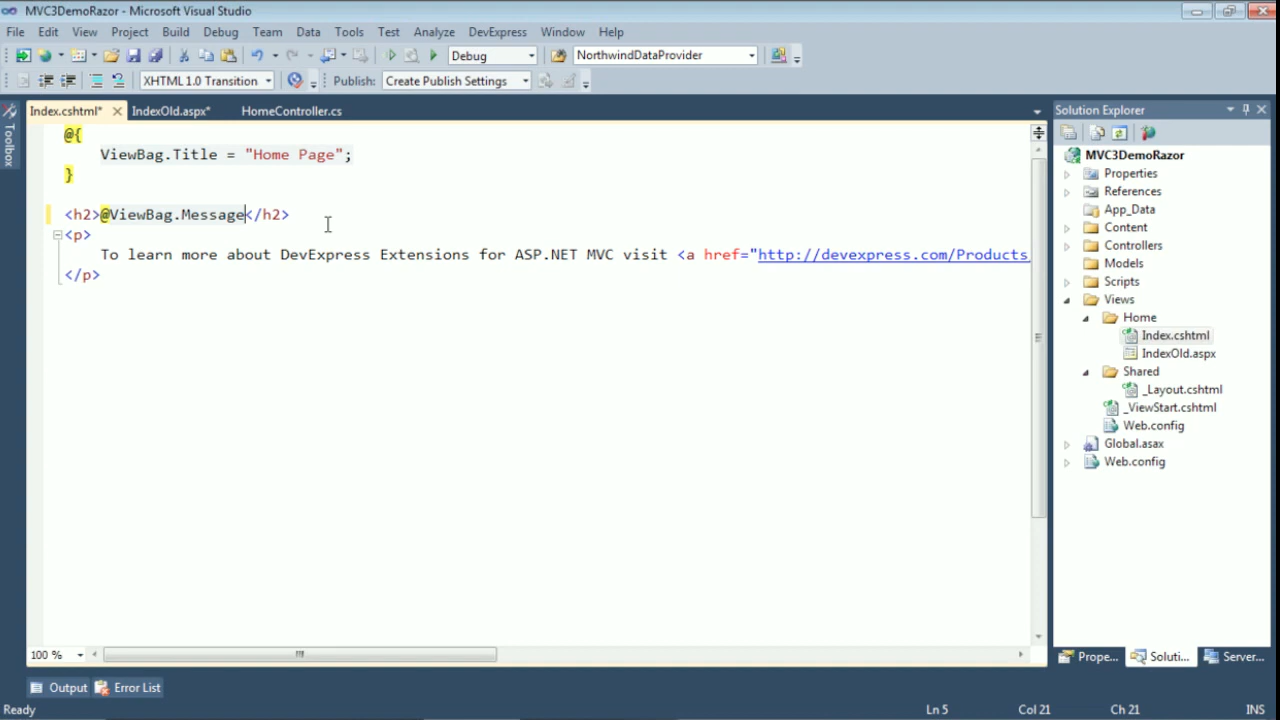 MVC3DemoRazor - Microsoft Visual Studio
File Edit View Project Build Debug Team Data Tools Test Analyze DevExpress Window Help
Debug NorthwindDataProvider
XHTML 1.0 Transition Publish: Create Publish Settings
Toolbox
Index.cshtml* IndexOld.aspx* HomeController.cs
@{
ViewBag.Title = "Home Page";
}
<h2>@ViewBag.Message</h2>
<p>
To learn more about DevExpress Extensions for ASP.NET MVC visit <a href="http://devexpress.com/Products
</p>
100 %
Solution Explorer
MVC3DemoRazor
Properties
References
App_Data
Content
Controllers
Models
Scripts
Views
Home
Index.cshtml
IndexOld.aspx
Shared
_Layout.cshtml
_ViewStart.cshtml
Web.config
Global.asax
Web.config
Prope... Soluti... Server...
Output Error List
Ready Ln 5 Col 21 Ch 21 INS